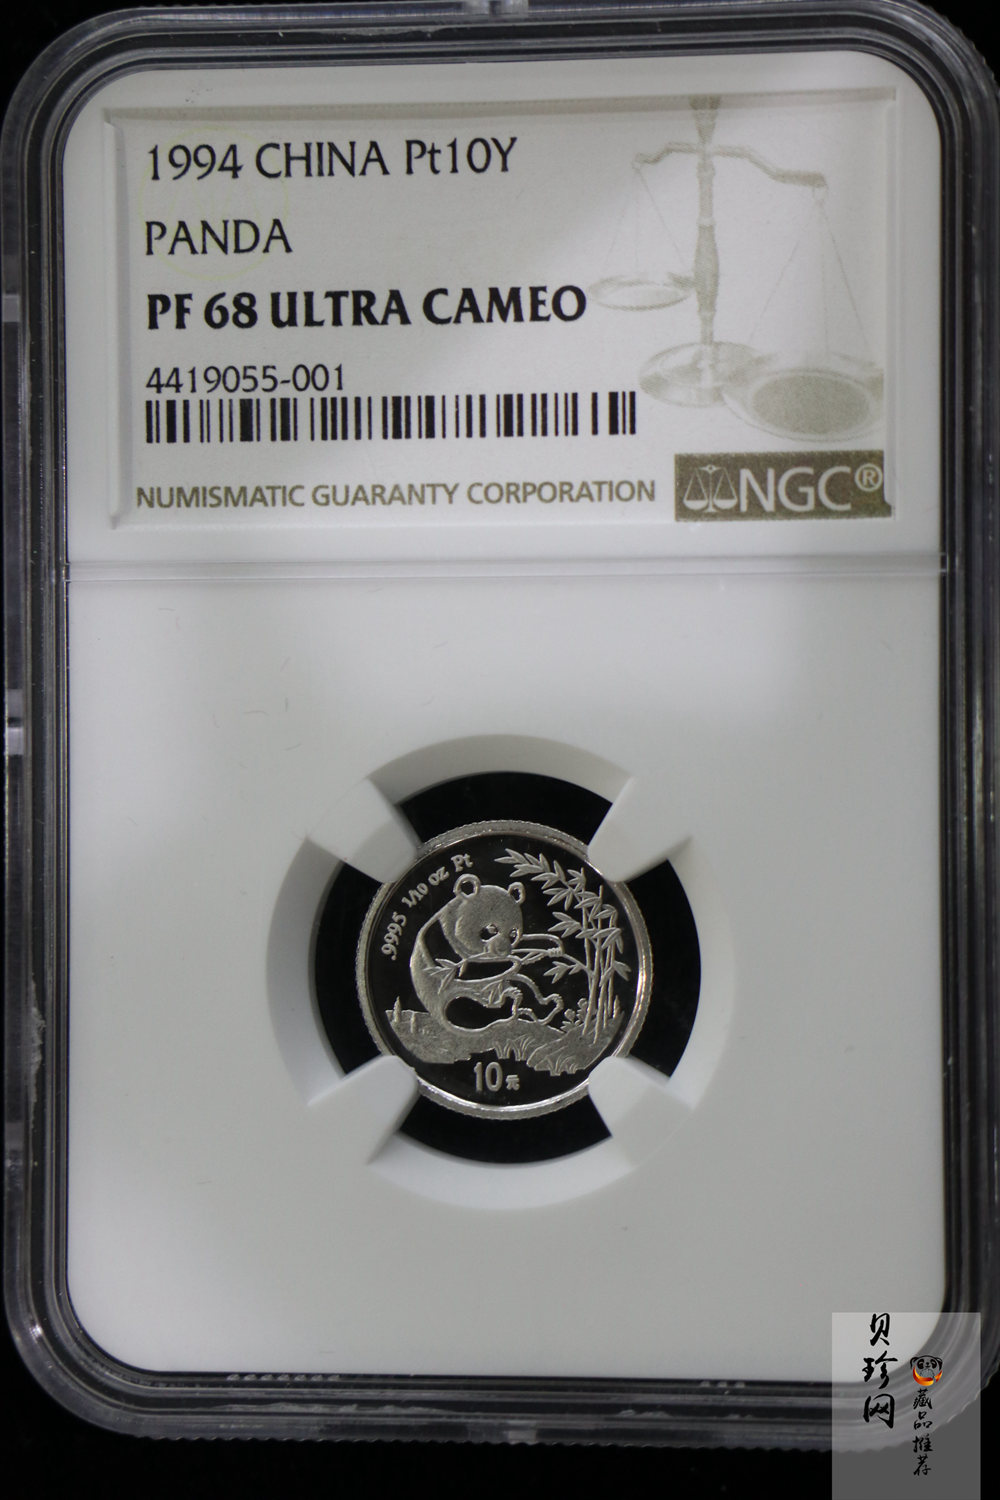 1994 CHINA Pt10Y
PANDA
PF 68 ULTRA CAMEO
4419055-001
NUMISMATIC GUARANTY CORPORATION
NGC®
.9995 1/10 oz Pt
10元
贝珍网
藏品推荐